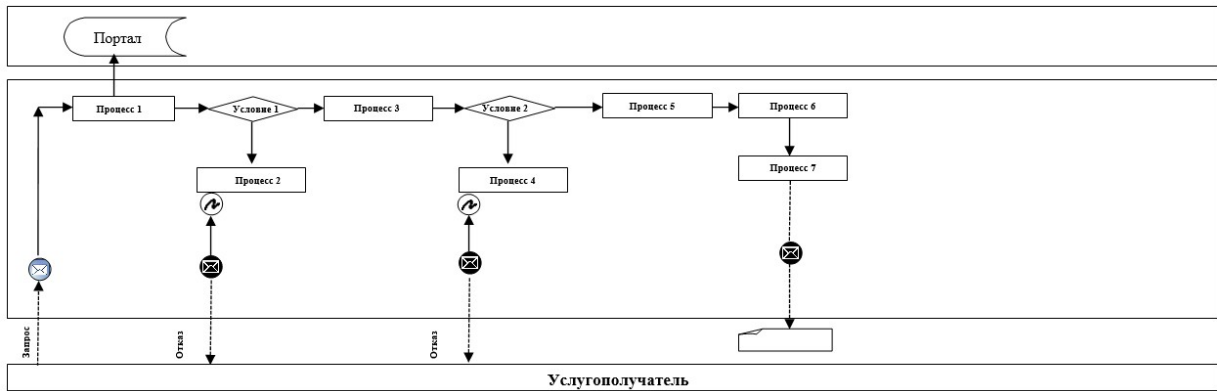 Портал
Процесс 1
Условие 1
Процесс 3
Условие 2
Процесс 5
Процесс 6
Процесс 2
Процесс 4
Процесс 7
Запрос
Отказ
Отказ
Услугополучатель